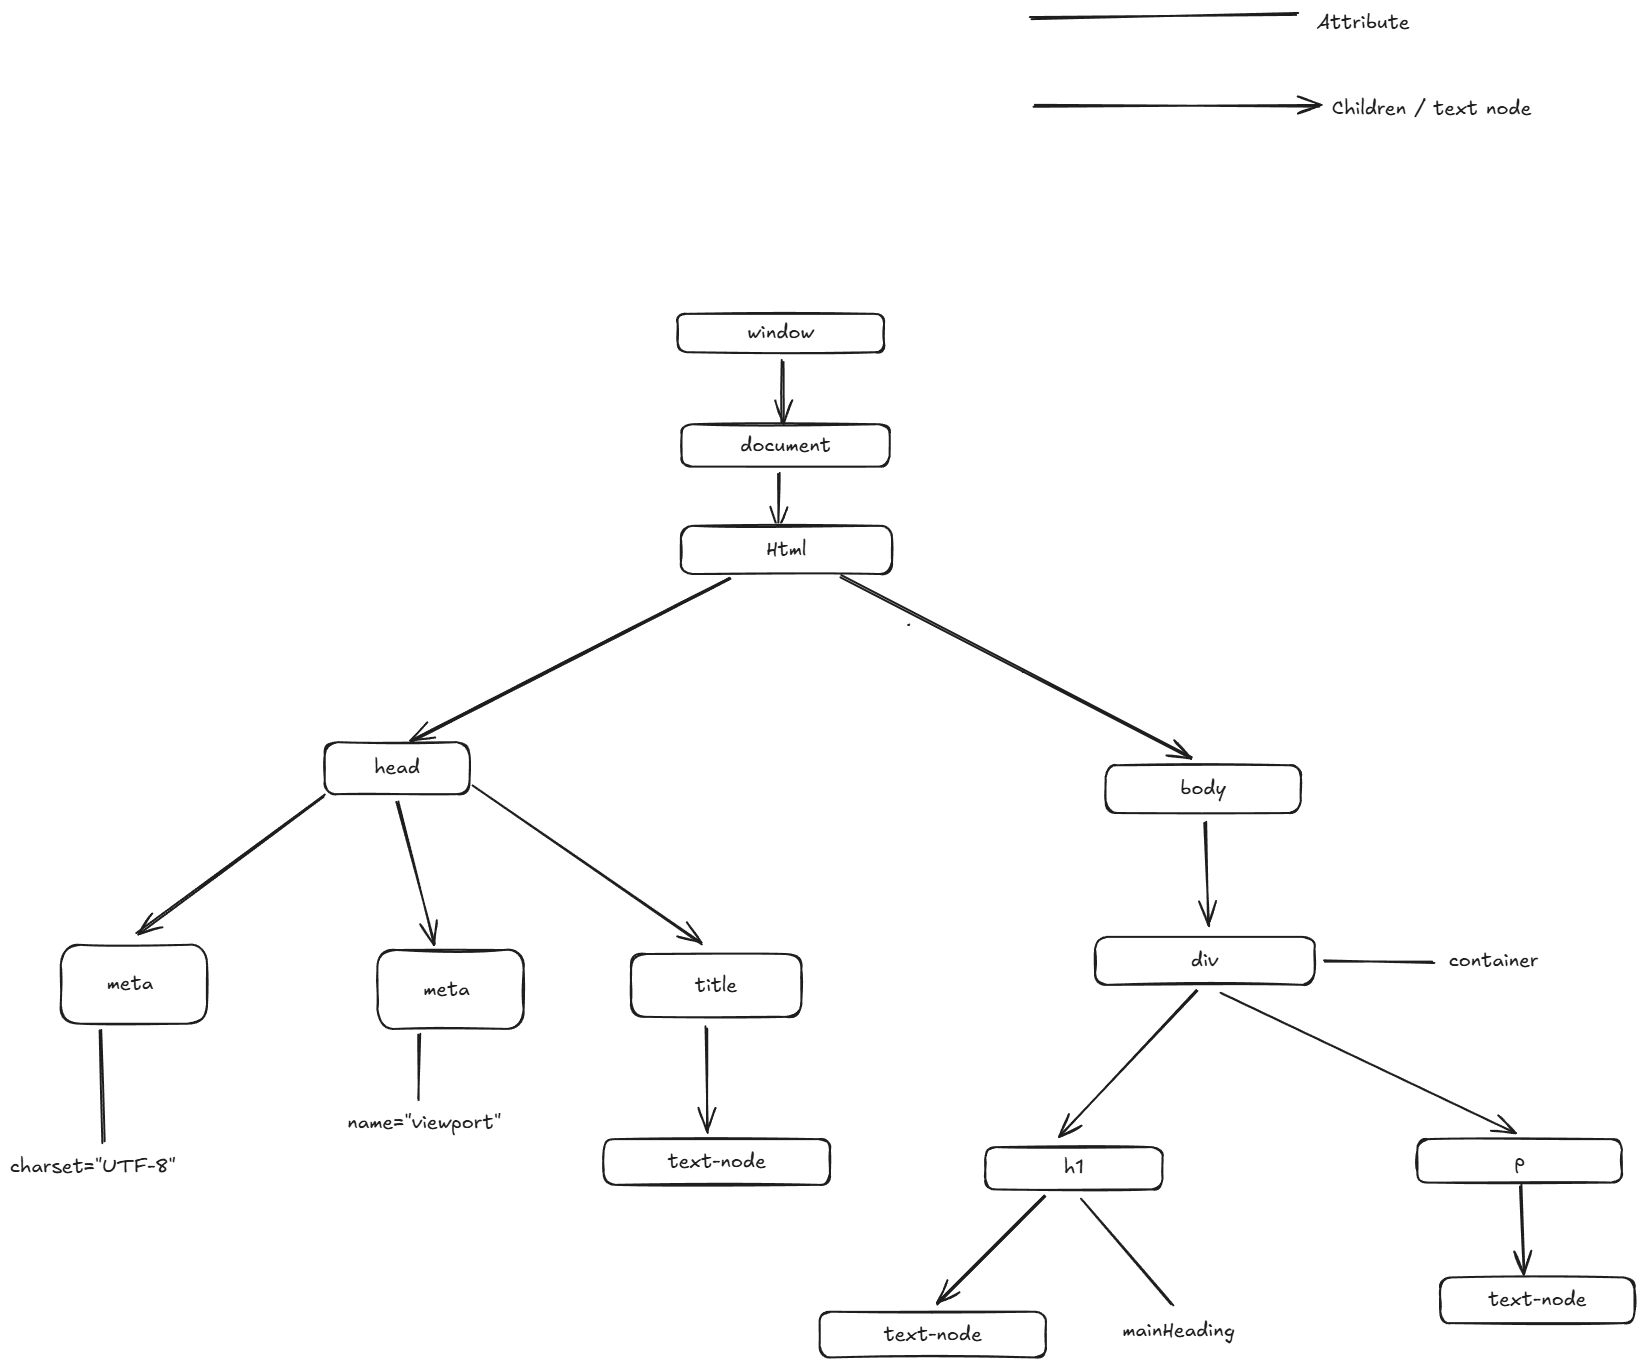 Attribute
Children / text node
window
document
Html
head
body
meta
meta
title
div
container
name="viewport"
charset="UTF-8"
text-node
h1
p
text-node
mainHeading
text-node